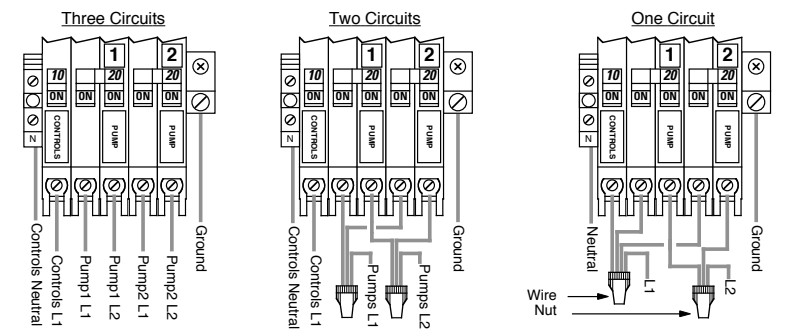 Three Circuits
1 2
10 20 20
ON ON ON ON
N CONTROLS PUMP PUMP
Controls Neutral
Controls L1
Pump1 L1
Pump1 L2
Pump2 L1
Pump2 L2
Ground
Two Circuits
1 2
10 20 20
ON ON ON ON
N CONTROLS PUMP PUMP
Controls Neutral
Controls L1
Pumps L1
Pumps L2
Ground
One Circuit
1 2
10 20 20
ON ON ON ON
N CONTROLS PUMP PUMP
Neutral
L1
L2
Ground
Wire
Nut